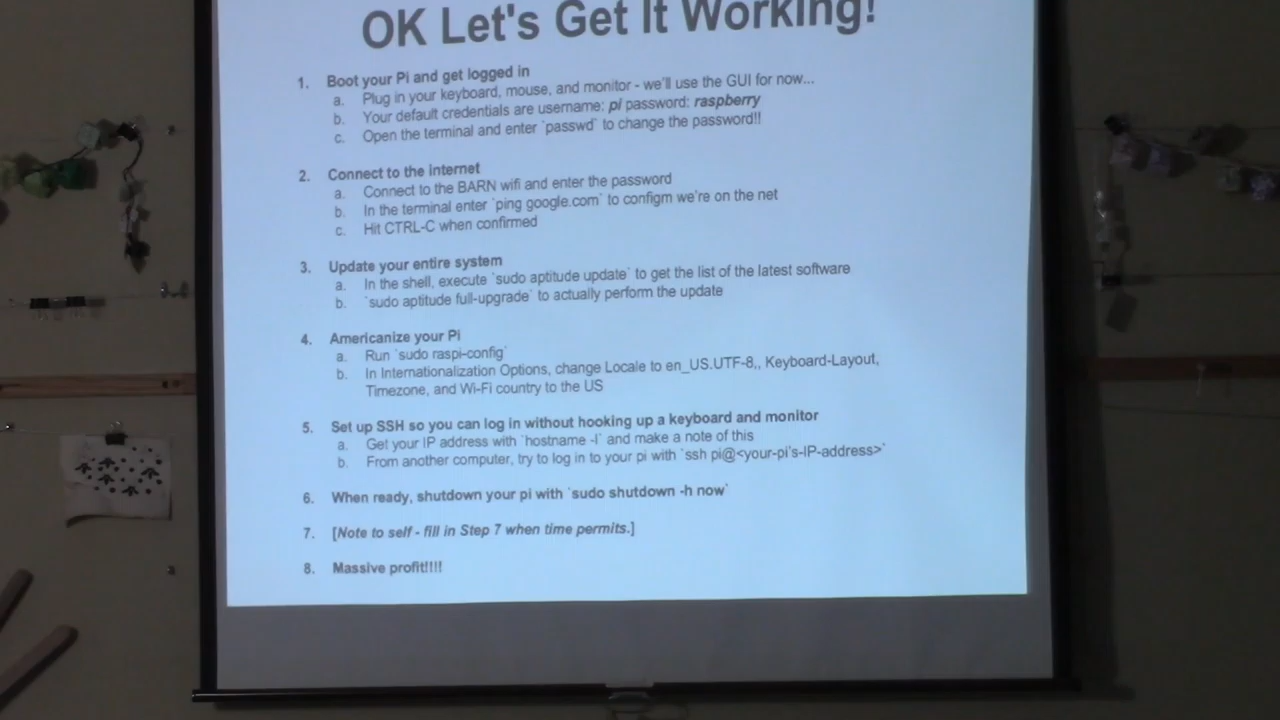 OK Let's Get It Working!
1. Boot your Pi and get logged in
a. Plug in your keyboard, mouse, and monitor - we'll use the GUI for now...
b. Your default credentials are username: pi password: raspberry
c. Open the terminal and enter `passwd` to change the password!!
2. Connect to the internet
a. Connect to the BARN wifi and enter the password
b. In the terminal enter `ping google.com` to configm we're on the net
c. Hit CTRL-C when confirmed
3. Update your entire system
a. In the shell, execute `sudo aptitude update` to get the list of the latest software
b. `sudo aptitude full-upgrade` to actually perform the update
4. Americanize your Pi
a. Run `sudo raspi-config`
b. In Internationalization Options, change Locale to en_US.UTF-8,, Keyboard-Layout,
Timezone, and Wi-Fi country to the US
5. Set up SSH so you can log in without hooking up a keyboard and monitor
a. Get your IP address with `hostname -I` and make a note of this
b. From another computer, try to log in to your pi with `ssh pi@<your-pi's-IP-address>`
6. When ready, shutdown your pi with `sudo shutdown -h now`
7. [Note to self - fill in Step 7 when time permits.]
8. Massive profit!!!!